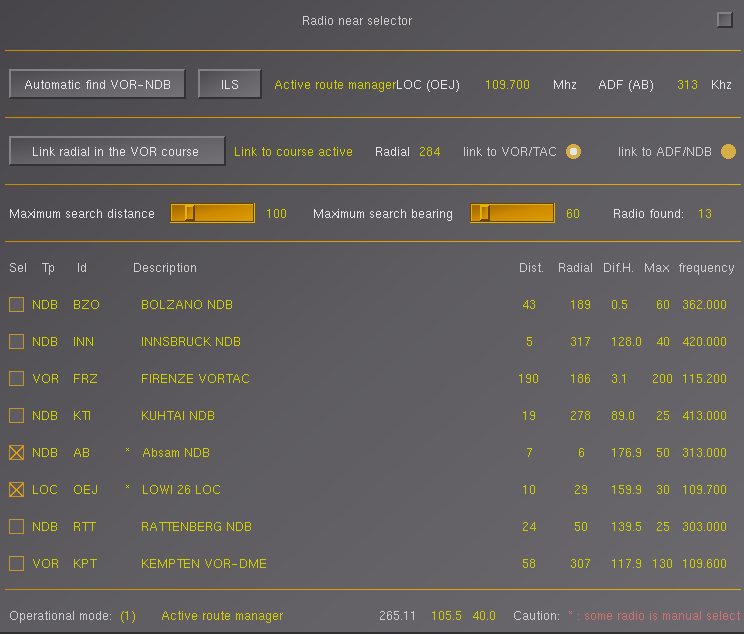 Radio near selector
Automatic find VOR-NDB ILS Active route managerLOC (OEJ) 109.700 Mhz ADF (AB) 313 Khz
Link radial in the VOR course Link to course active Radial 284 link to VOR/TAC link to ADF/NDB
Maximum search distance 100 Maximum search bearing 60 Radio found: 13
Sel Tp Id Description Dist. Radial Dif.H. Max frequency
NDB BZO BOLZANO NDB 43 189 0.5 60 362.000
NDB INN INNSBRUCK NDB 5 317 128.0 40 420.000
VOR FRZ FIRENZE VORTAC 190 186 3.1 200 115.200
NDB KTI KUHTAI NDB 19 278 89.0 25 413.000
NDB AB * Absam NDB 7 6 176.9 50 313.000
LOC OEJ * LOWI 26 LOC 10 29 159.9 30 109.700
NDB RTT RATTENBERG NDB 24 50 139.5 25 303.000
VOR KPT KEMPTEN VOR-DME 58 307 117.9 130 109.600
Operational mode: (1) Active route manager 265.11 105.5 40.0 Caution: * : some radio is manual select